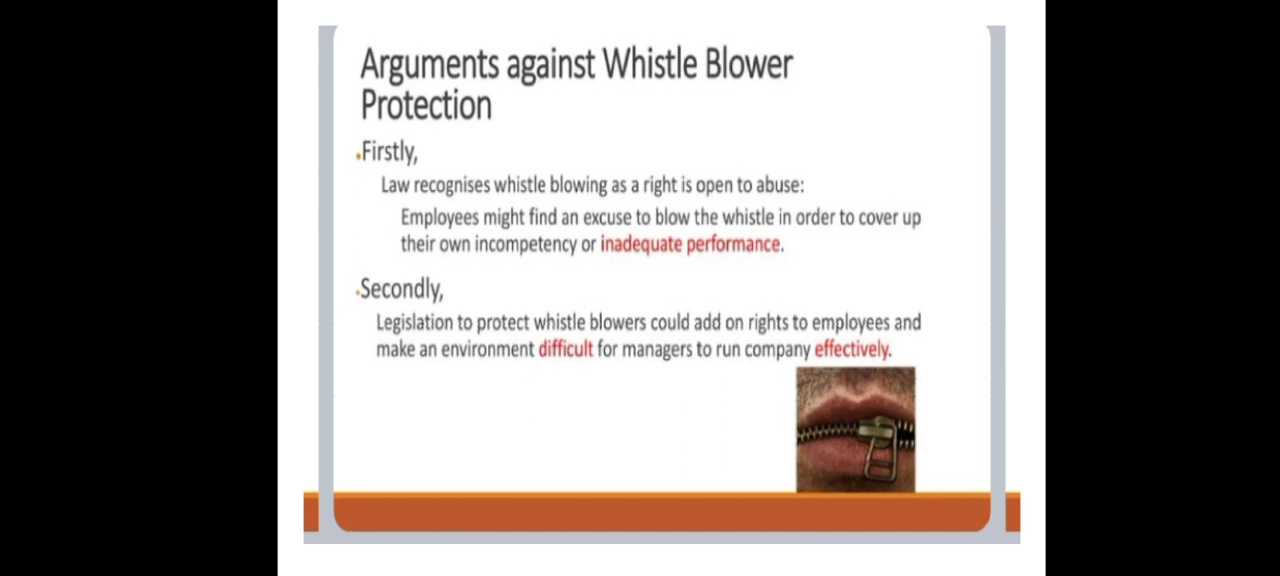 Arguments against Whistle Blower
Protection
•Firstly,
Law recognises whistle blowing as a right is open to abuse:
Employees might find an excuse to blow the whistle in order to cover up
their own incompetency or inadequate performance.
•Secondly,
Legislation to protect whistle blowers could add on rights to employees and
make an environment difficult for managers to run company effectively.